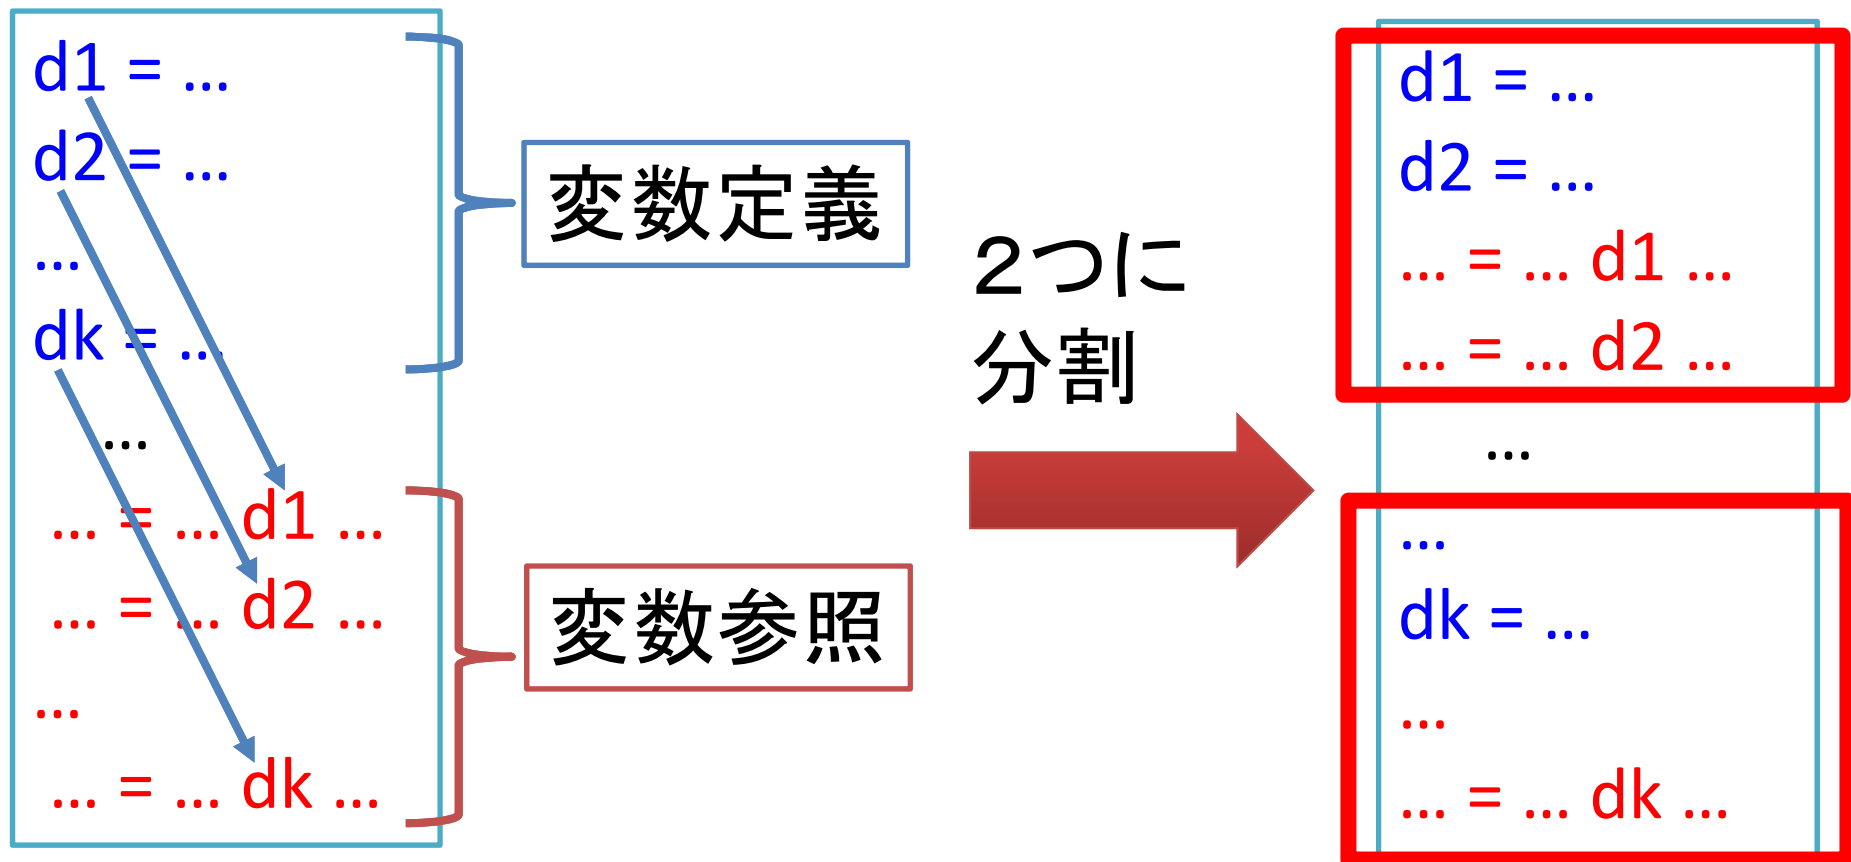 d1 = …
d2 = …
…
dk = …
…
… = … d1 …
… = … d2 …
…
… = … dk …
変数定義
変数参照
２つに
分割
d1 = …
d2 = …
… = … d1 …
… = … d2 …
…
…
dk = …
…
… = … dk …